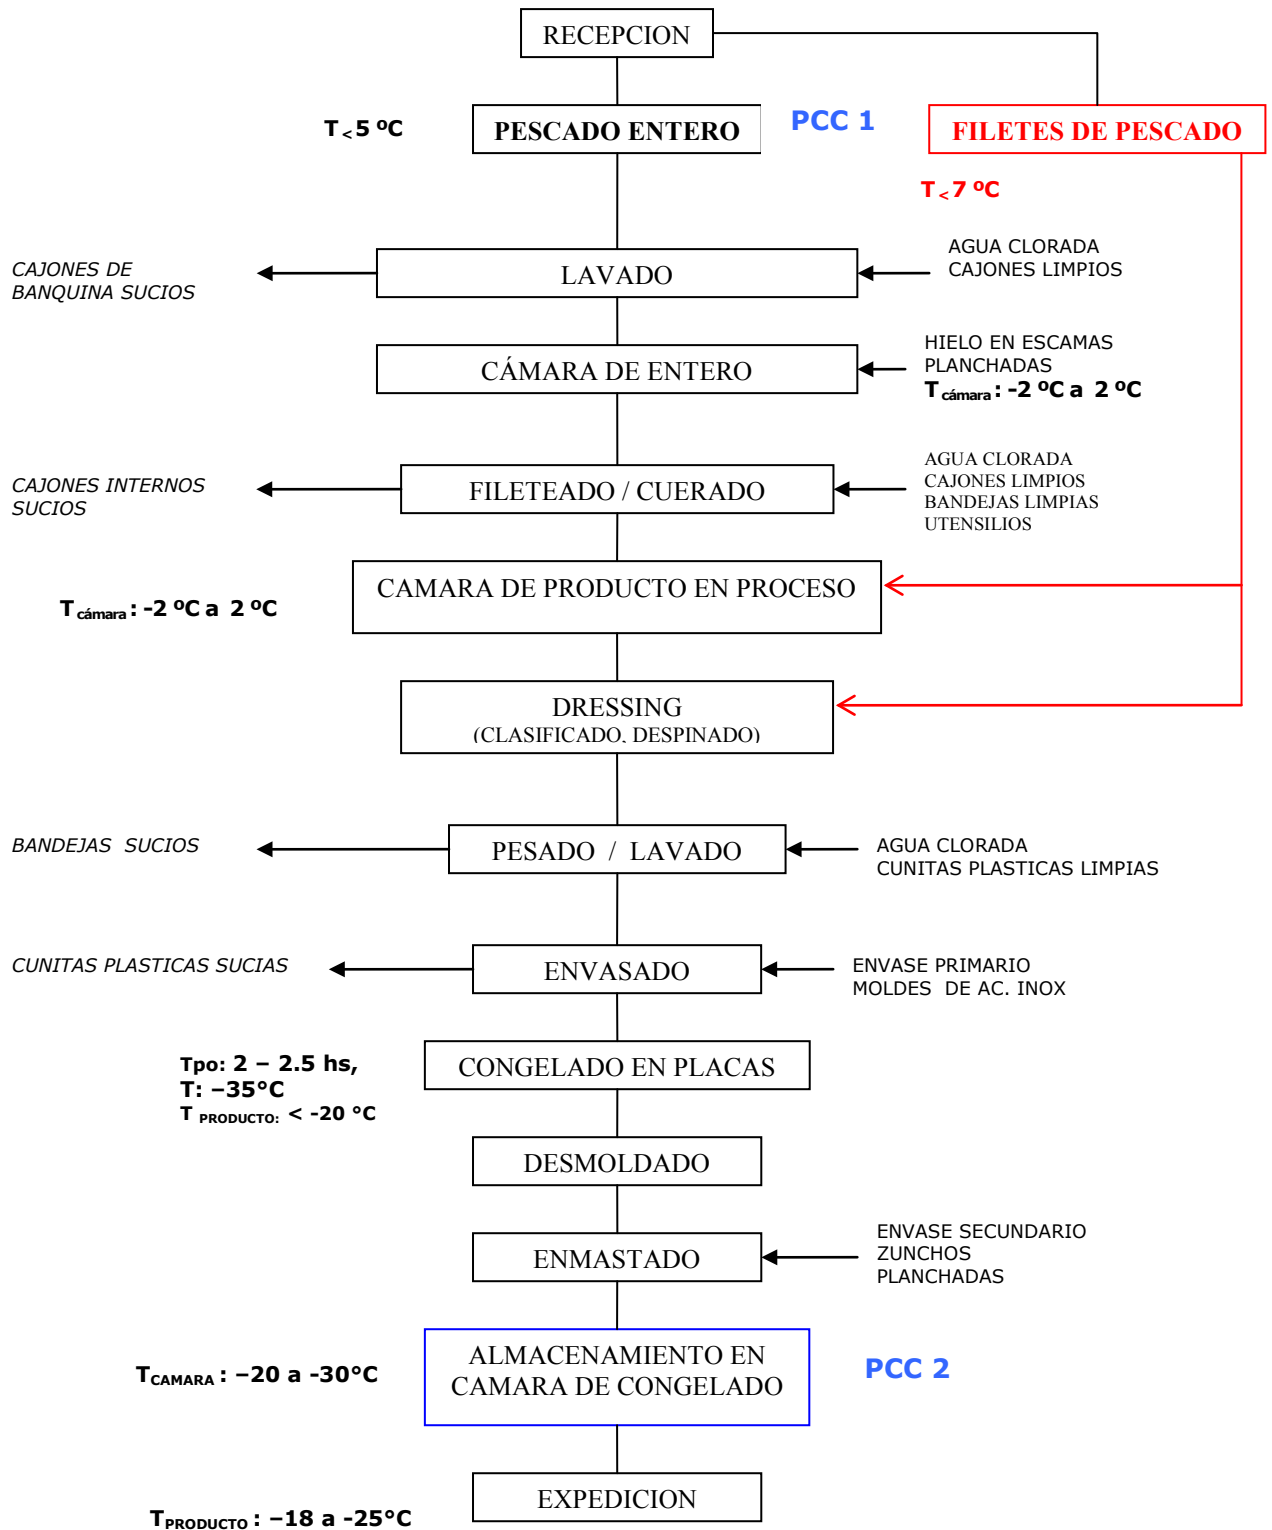 RECEPCION
T < 5 ºC
PESCADO ENTERO
PCC 1
FILETES DE PESCADO
T < 7 ºC
CAJONES DE
BANQUINA SUCIOS
LAVADO
AGUA CLORADA
CAJONES LIMPIOS
CÁMARA DE ENTERO
HIELO EN ESCAMAS
PLANCHADAS
T cámara : -2 ºC a 2 ºC
CAJONES INTERNOS
SUCIOS
FILETEADO / CUERADO
AGUA CLORADA
CAJONES LIMPIOS
BANDEJAS LIMPIAS
UTENSILIOS
T cámara : -2 ºC a 2 ºC
CAMARA DE PRODUCTO EN PROCESO
DRESSING
(CLASIFICADO, DESPINADO)
BANDEJAS SUCIOS
PESADO / LAVADO
AGUA CLORADA
CUNITAS PLASTICAS LIMPIAS
CUNITAS PLASTICAS SUCIAS
ENVASADO
ENVASE PRIMARIO
MOLDES DE AC. INOX
Tpo: 2 – 2.5 hs,
T: –35°C
T PRODUCTO: < -20 °C
CONGELADO EN PLACAS
DESMOLDADO
ENMASTADO
ENVASE SECUNDARIO
ZUNCHOS
PLANCHADAS
T CAMARA : –20 a -30°C
ALMACENAMIENTO EN
CAMARA DE CONGELADO
PCC 2
EXPEDICION
T PRODUCTO : –18 a -25°C